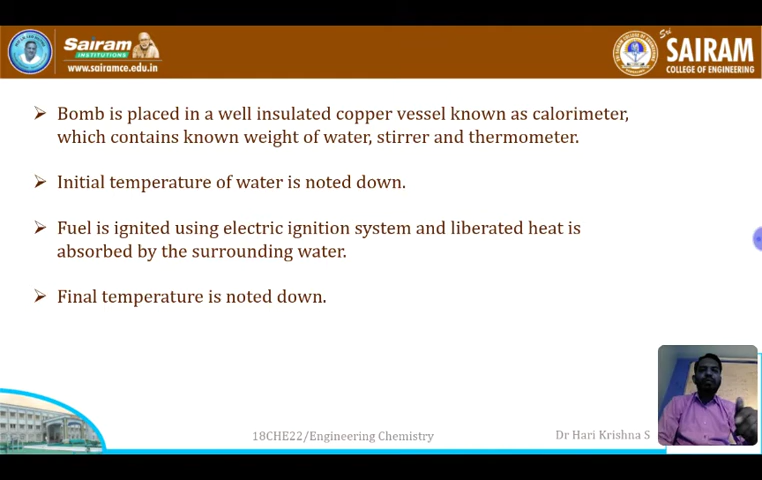 Sairam
INSTITUTIONS
www.sairamce.edu.in
Sri
SAIRAM
COLLEGE OF ENGINEERING
➢ Bomb is placed in a well insulated copper vessel known as calorimeter,
which contains known weight of water, stirrer and thermometer.
➢ Initial temperature of water is noted down.
➢ Fuel is ignited using electric ignition system and liberated heat is
absorbed by the surrounding water.
➢ Final temperature is noted down.
18CHE22/Engineering Chemistry
Dr Hari Krishna S